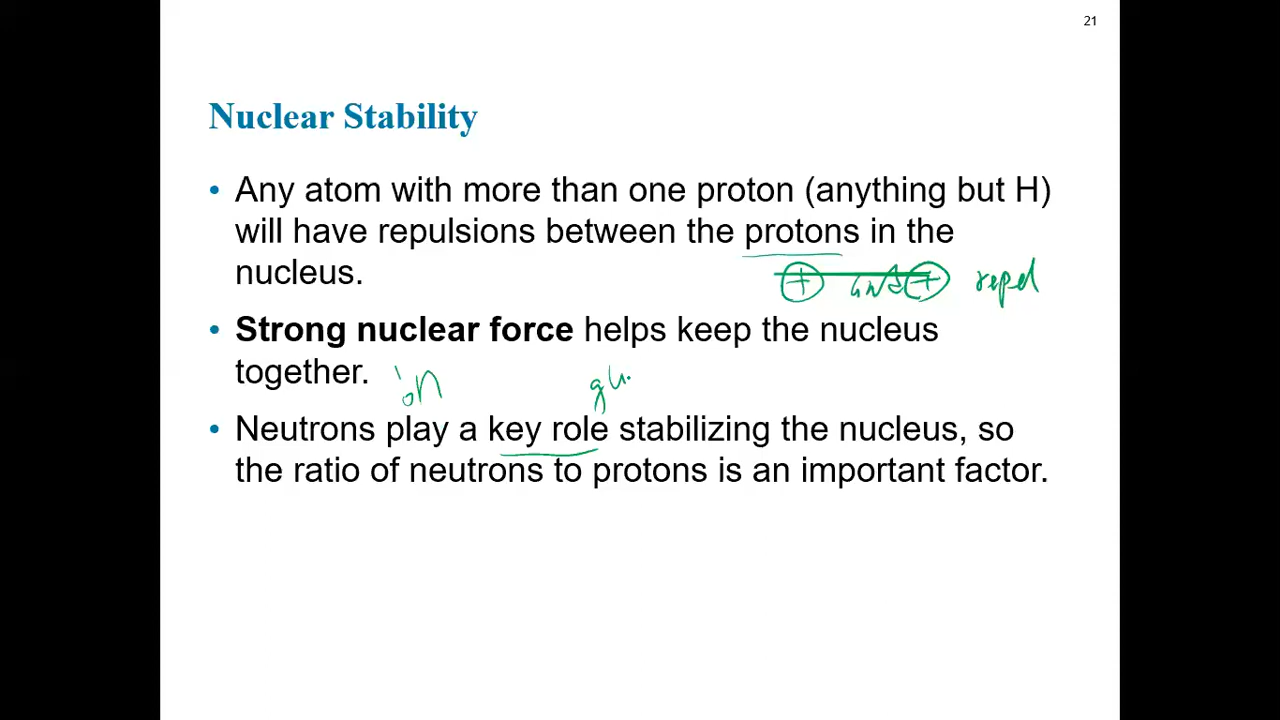 21
Nuclear Stability
• Any atom with more than one proton (anything but H)
will have repulsions between the protons in the
nucleus.
+ + repel
• Strong nuclear force helps keep the nucleus
together.
• Neutrons play a key role stabilizing the nucleus, so
the ratio of neutrons to protons is an important factor.